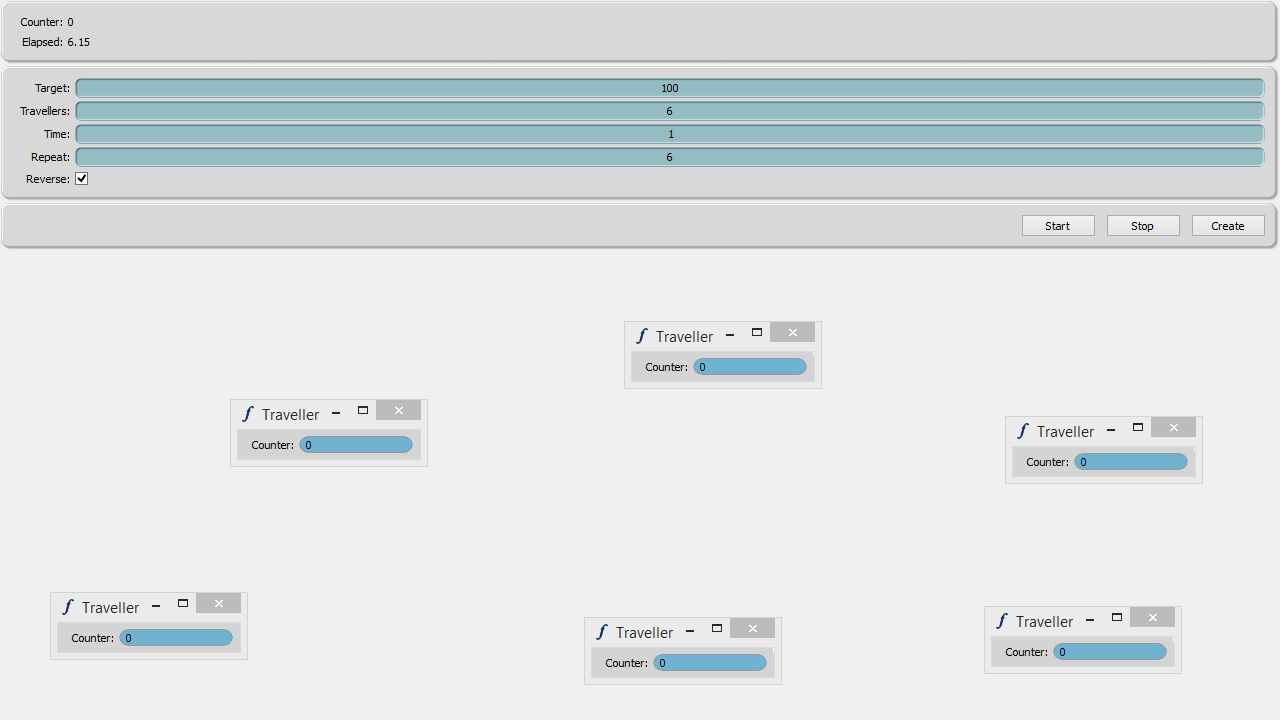 Counter: 0
Elapsed: 6.15
Target: 100
Travellers: 6
Time: 1
Repeat: 6
Reverse:
Start Stop Create
Traveller
Counter: 0
Traveller
Counter: 0
Traveller
Counter: 0
Traveller
Counter: 0
Traveller
Counter: 0
Traveller
Counter: 0